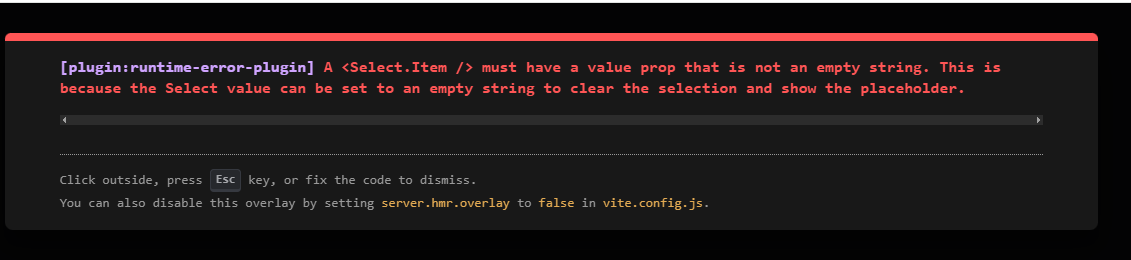 [plugin:runtime-error-plugin] A <Select.Item /> must have a value prop that is not an empty string. This is
because the Select value can be set to an empty string to clear the selection and show the placeholder.
Click outside, press Esc key, or fix the code to dismiss.
You can also disable this overlay by setting server.hmr.overlay to false in vite.config.js.